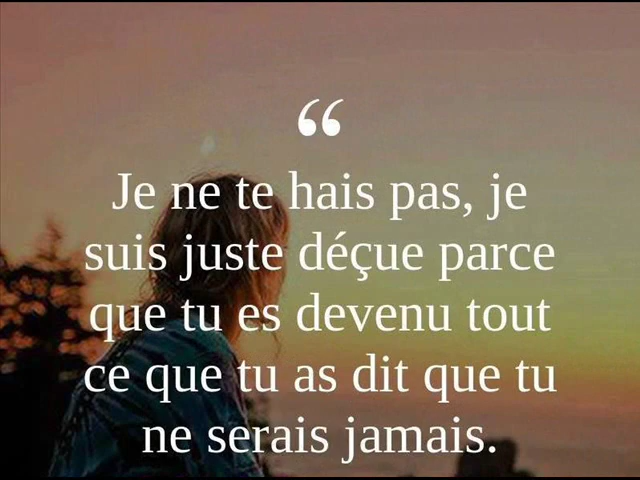 “
Je ne te hais pas, je
suis juste déçue parce
que tu es devenu tout
ce que tu as dit que tu
ne serais jamais.